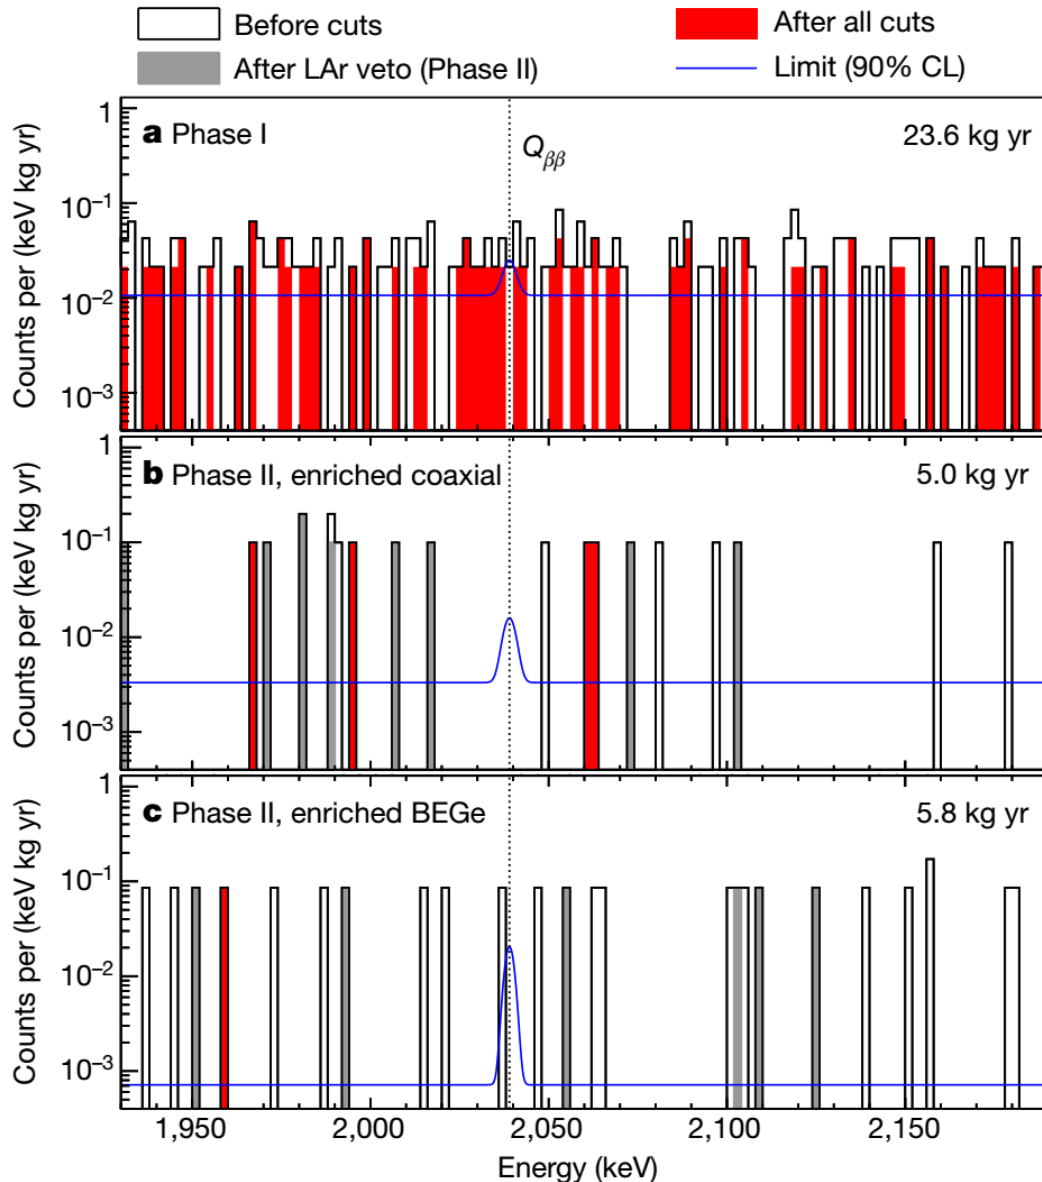 Before cuts
After all cuts
After LAr veto (Phase II)
Limit (90% CL)
Counts per (keV kg yr)
1
10⁻¹
10⁻²
10⁻³
a Phase I
Qββ
23.6 kg yr
Counts per (keV kg yr)
1
10⁻¹
10⁻²
10⁻³
b Phase II, enriched coaxial
5.0 kg yr
Counts per (keV kg yr)
1
10⁻¹
10⁻²
10⁻³
c Phase II, enriched BEGe
5.8 kg yr
1,950 2,000 2,050 2,100 2,150
Energy (keV)